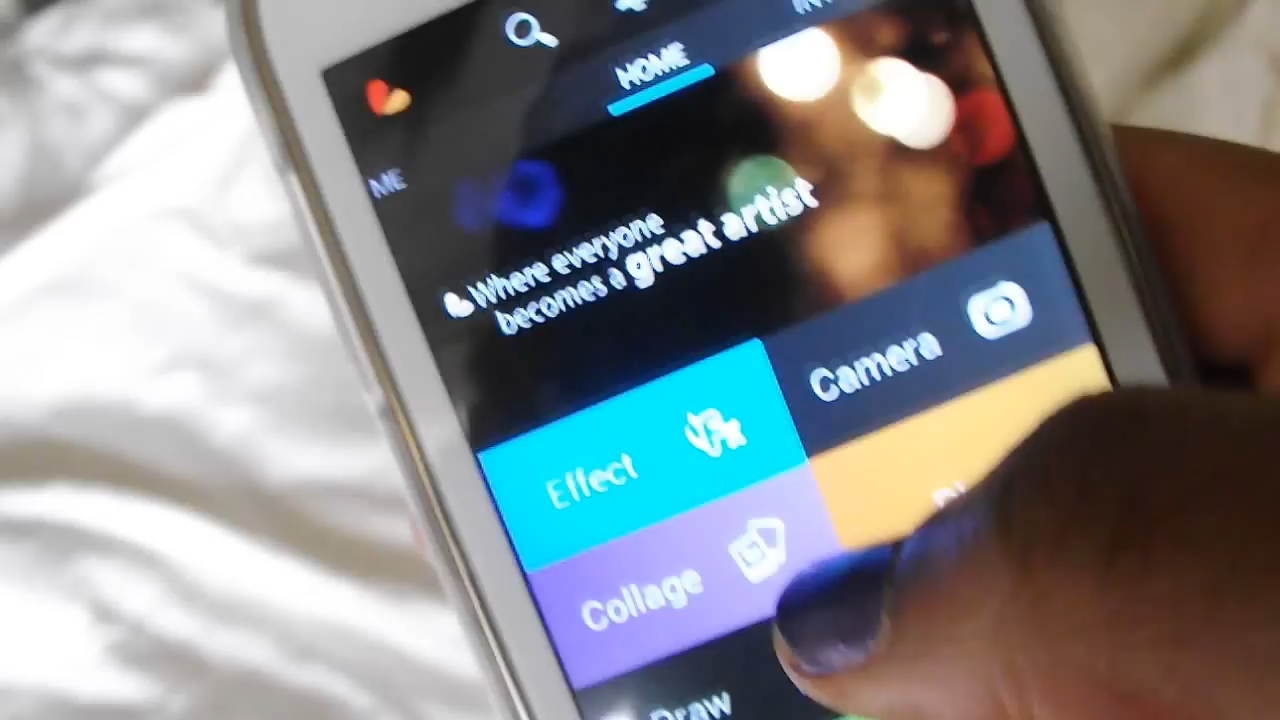 HOME
ME
Where everyone
becomes a great artist
Camera
Effect
Collage
Draw